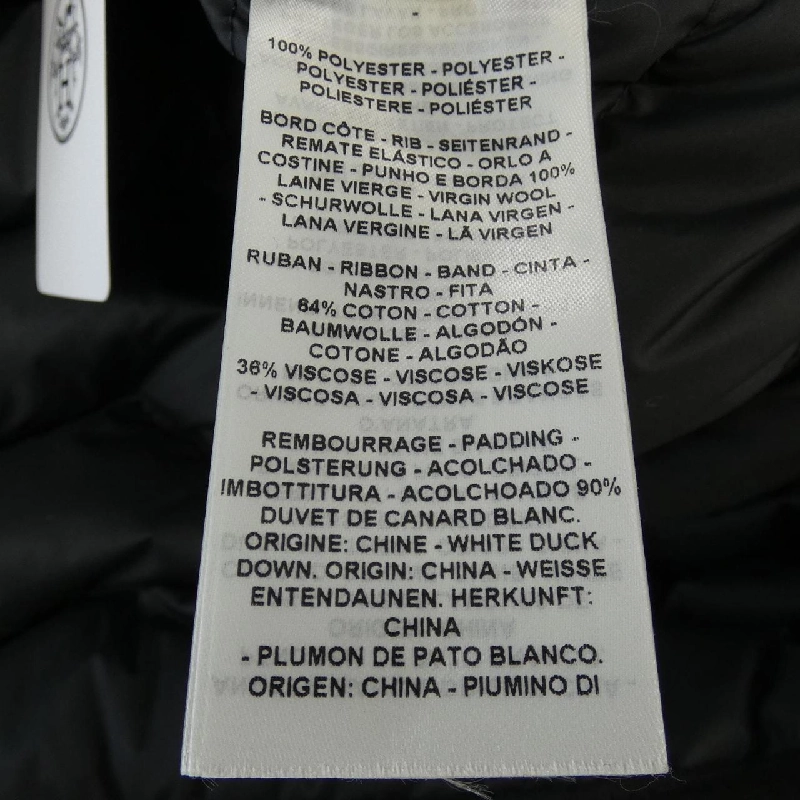 100% POLYESTER - POLYESTER -
POLYESTER - POLIÉSTER -
POLIESTERE - POLIÉSTER
BORD CÔTE - RIB - SEITENRAND -
REMATE ELÁSTICO - ORLO A
COSTINE - PUNHO E BORDA 100%
LAINE VIERGE - VIRGIN WOOL
- SCHURWOLLE - LANA VIRGEN -
LANA VERGINE - LÃ VIRGEN
RUBAN - RIBBON - BAND - CINTA -
NASTRO - FITA
64% COTON - COTTON -
BAUMWOLLE - ALGODÓN -
COTONE - ALGODÃO
36% VISCOSE - VISCOSE - VISKOSE
- VISCOSA - VISCOSA - VISCOSE
REMBOURRAGE - PADDING -
POLSTERUNG - ACOLCHADO -
IMBOTTITURA - ACOLCHOADO 90%
DUVET DE CANARD BLANC.
ORIGINE: CHINE - WHITE DUCK
DOWN. ORIGIN: CHINA - WEISSE
ENTENDAUNEN. HERKUNFT:
CHINA
- PLUMON DE PATO BLANCO.
ORIGEN: CHINA - PIUMINO DI